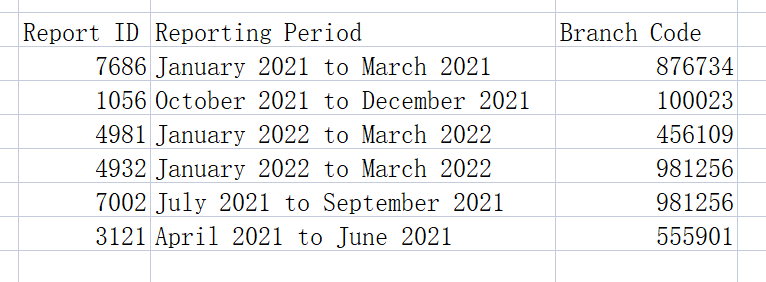 Report ID Reporting Period Branch Code
7686 January 2021 to March 2021 876734
1056 October 2021 to December 2021 100023
4981 January 2022 to March 2022 456109
4932 January 2022 to March 2022 981256
7002 July 2021 to September 2021 981256
3121 April 2021 to June 2021 555901